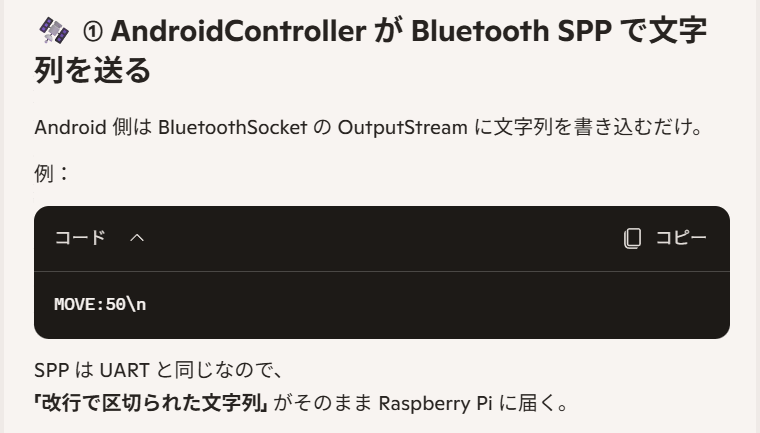 🛰️ ① AndroidController が Bluetooth SPP で文字
列を送る
Android 側は BluetoothSocket の OutputStream に文字列を書き込むだけ。
例：
コード
コピー
MOVE:50\n
SPP は UART と同じなので、
「改行で区切られた文字列」がそのまま Raspberry Pi に届く。